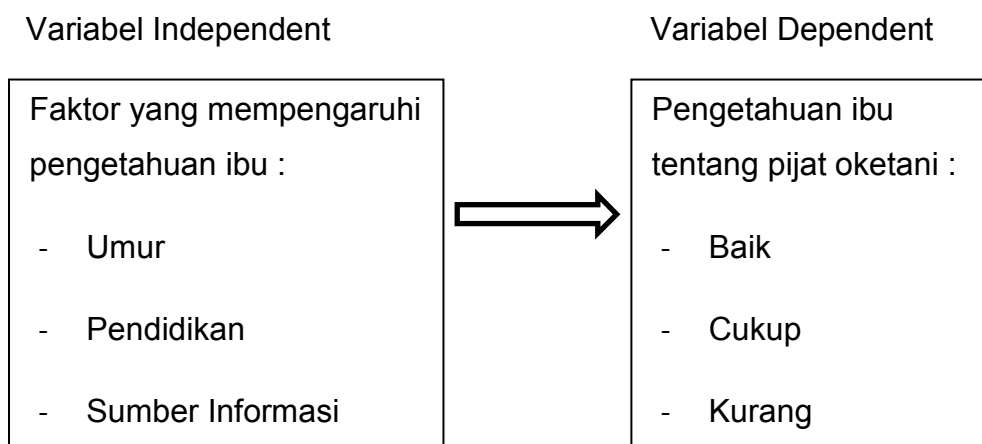 Variabel Independent
Faktor yang mempengaruhi
pengetahuan ibu :
- Umur
- Pendidikan
- Sumber Informasi
Variabel Dependent
Pengetahuan ibu
tentang pijat oketani :
- Baik
- Cukup
- Kurang